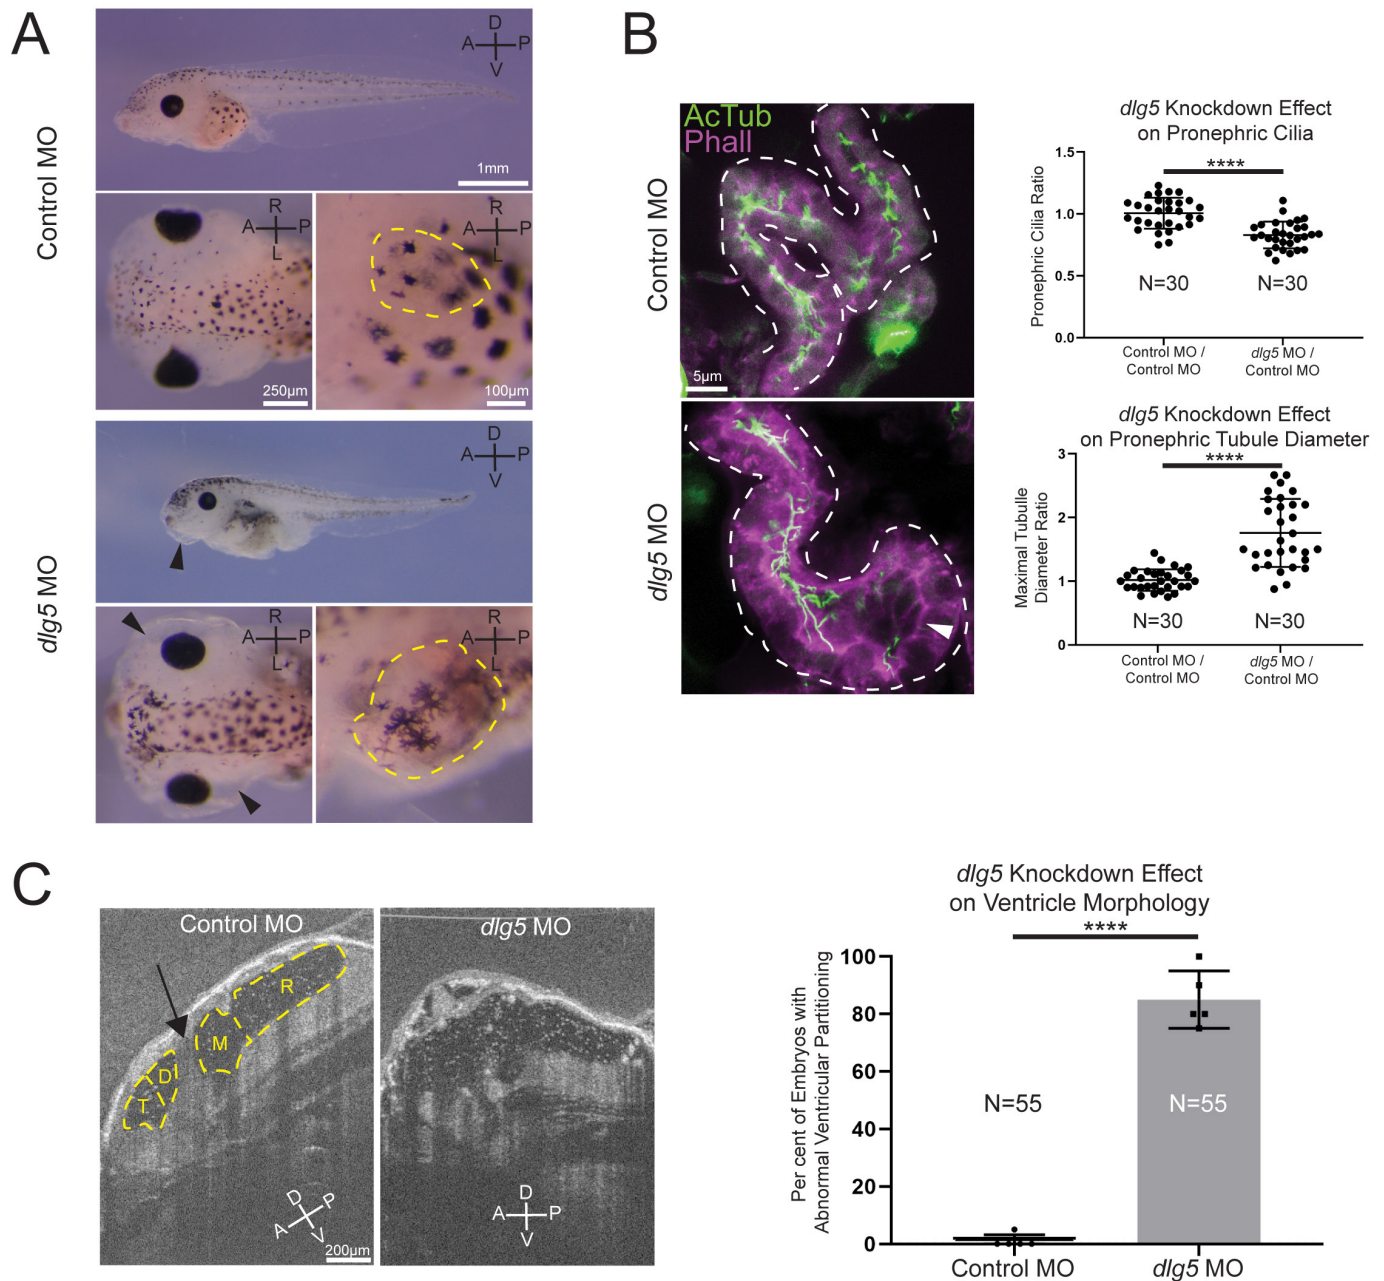 A
Control MO
D
A P
V
1mm
R
A P
L
250µm
R
A P
L
100µm
dlg5 MO
D
A P
V
R
A P
L
R
A P
L
B
Control MO
AcTub
Phall
5µm
dlg5 MO
dlg5 Knockdown Effect
on Pronephric Cilia
****
Pronephric Cilia Ratio
1.5
1.0
0.5
0.0
N=30
N=30
Control MO /
Control MO
dlg5 MO /
Control MO
dlg5 Knockdown Effect
on Pronephric Tubule Diameter
****
Maximal Tubule
Diameter Ratio
3
2
1
0
N=30
N=30
Control MO /
Control MO
dlg5 MO /
Control MO
C
Control MO
R
M
D
T
D
A P
V
200µm
dlg5 MO
D
A P
V
dlg5 Knockdown Effect
on Ventricle Morphology
****
Per cent of Embryos with
Abnormal Ventricular Partitioning
100
80
60
40
20
0
N=55
N=55
Control MO
dlg5 MO